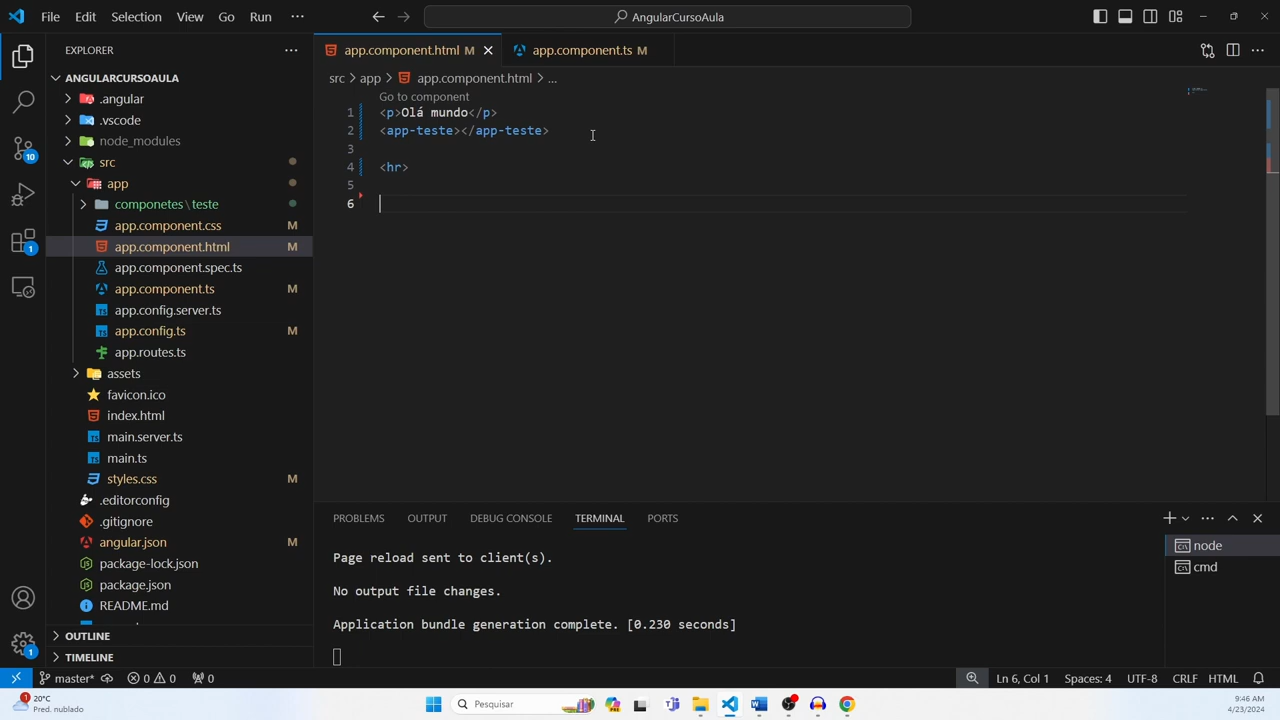 File Edit Selection View Go Run ··· AngularCursoAula
EXPLORER ···
app.component.html M
app.component.ts M
src > app > app.component.html > ...
ANGULARCURSOAULA
.angular
.vscode
node_modules
src
app
componetes\teste
app.component.css M
app.component.html M
app.component.spec.ts
app.component.ts M
app.config.server.ts
app.config.ts M
app.routes.ts
assets
favicon.ico
index.html
main.server.ts
main.ts
styles.css M
.editorconfig
.gitignore
angular.json M
package-lock.json
package.json
README.md
OUTLINE
TIMELINE
10
1
1
Go to component
1 <p>Olá mundo</p>
2 <app-teste></app-teste>
3
4 <hr>
5
6
PROBLEMS OUTPUT DEBUG CONSOLE TERMINAL PORTS
Page reload sent to client(s).
No output file changes.
Application bundle generation complete. [0.230 seconds]
node
cmd
master* 0 0 0 Ln 6, Col 1 Spaces: 4 UTF-8 CRLF HTML
1 20°C
Pred. nublado
Pesquisar
9:46 AM
4/23/2024